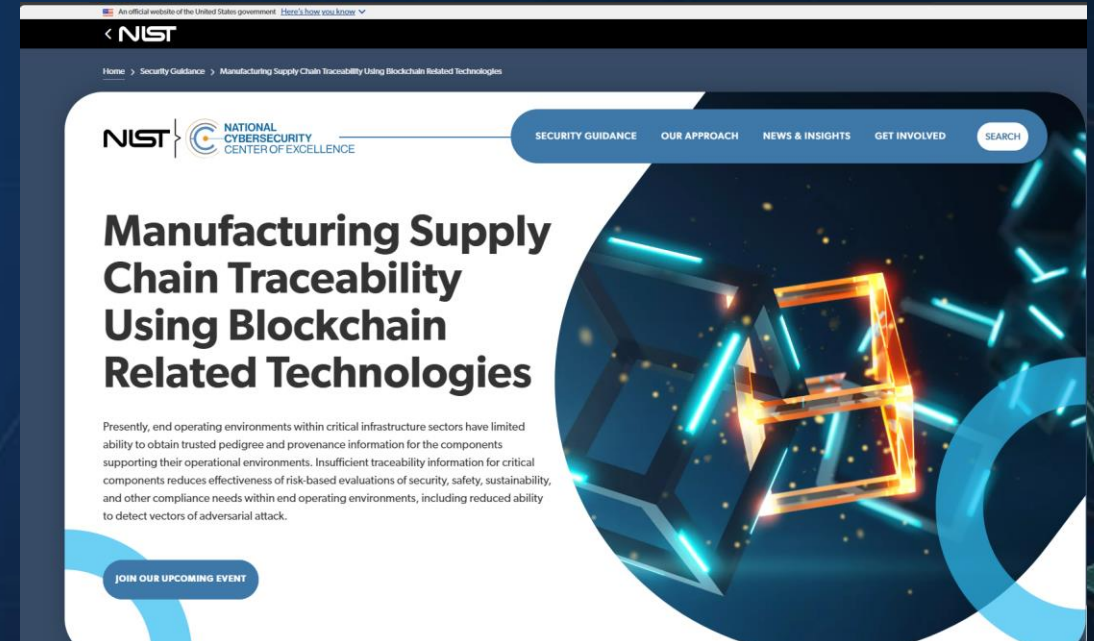 An official website of the United States government Here's how you know
< NIST
Home > Security Guidance > Manufacturing Supply Chain Traceability Using Blockchain Related Technologies
NIST
NATIONAL
CYBERSECURITY
CENTER OF EXCELLENCE
SECURITY GUIDANCE OUR APPROACH NEWS & INSIGHTS GET INVOLVED SEARCH
Manufacturing Supply
Chain Traceability
Using Blockchain
Related Technologies
Presently, end operating environments within critical infrastructure sectors have limited
ability to obtain trusted pedigree and provenance information for the components
supporting their operational environments. Insufficient traceability information for critical
components reduces effectiveness of risk-based evaluations of security, safety, sustainability,
and other compliance needs within end operating environments, including reduced ability
to detect vectors of adversarial attack.
JOIN OUR UPCOMING EVENT